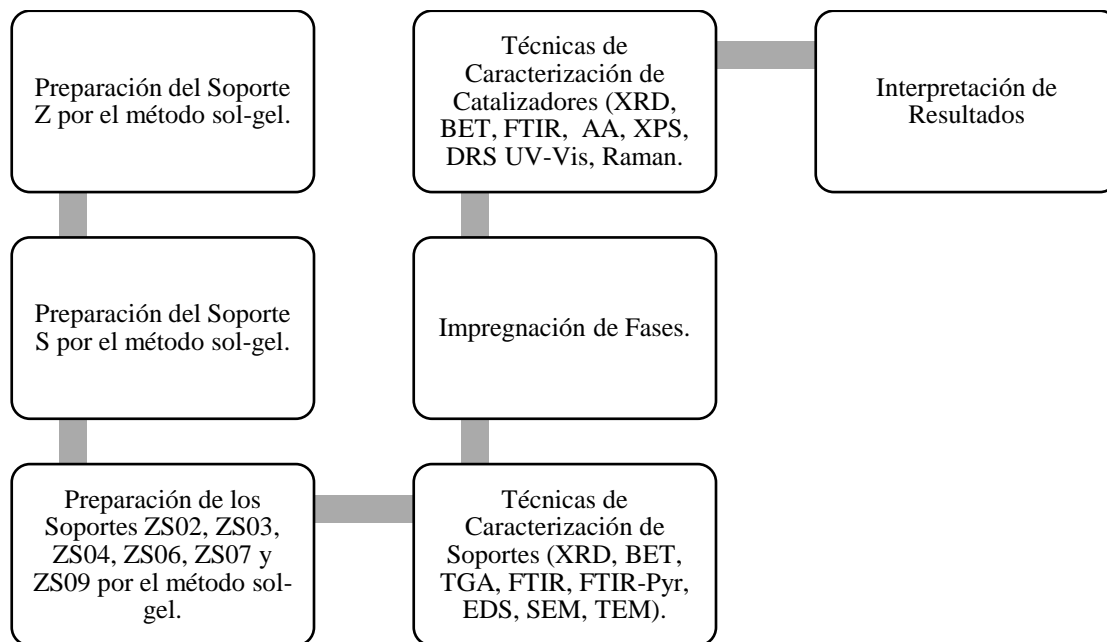 Preparación del Soporte
Z por el método sol-gel.
Preparación del Soporte
S por el método sol-gel.
Preparación de los
Soportes ZS02, ZS03,
ZS04, ZS06, ZS07 y
ZS09 por el método sol-
gel.
Técnicas de
Caracterización de
Soportes (XRD, BET,
TGA, FTIR, FTIR-Pyr,
EDS, SEM, TEM).
Impregnación de Fases.
Técnicas de
Caracterización de
Catalizadores (XRD,
BET, FTIR, AA, XPS,
DRS UV-Vis, Raman.
Interpretación de
Resultados